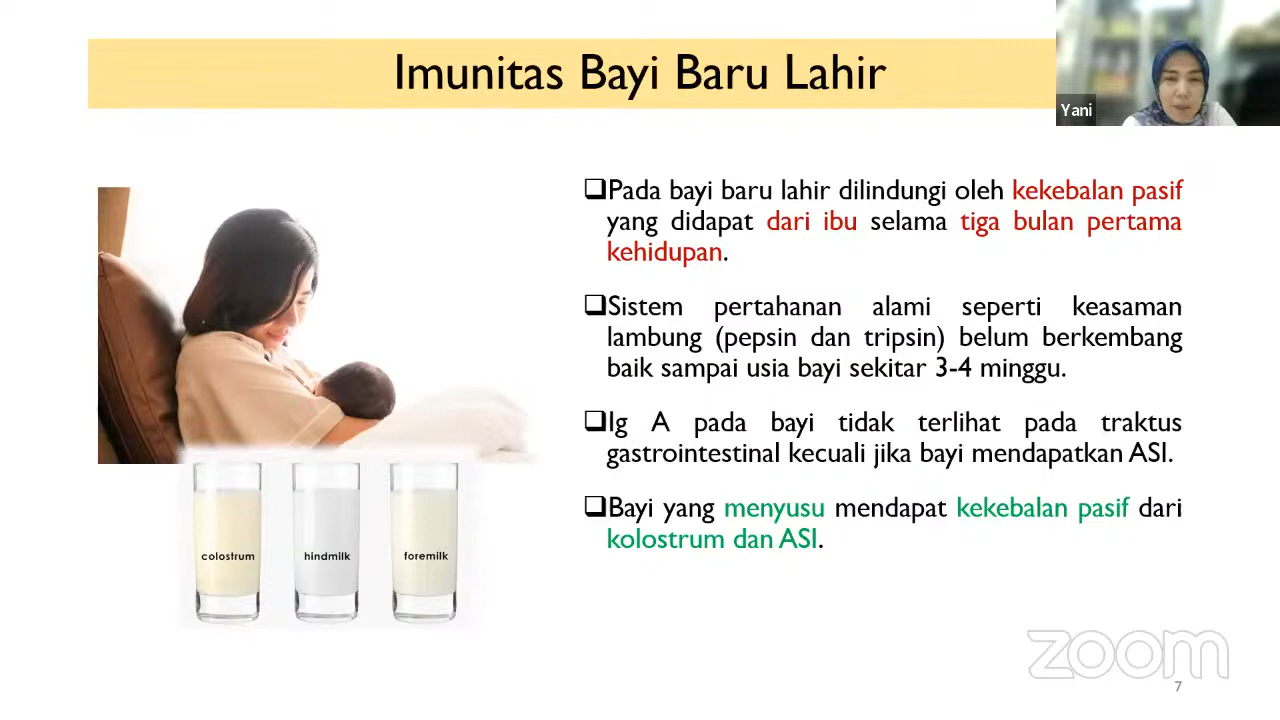 Imunitas Bayi Baru Lahir
Yani
❑Pada bayi baru lahir dilindungi oleh kekebalan pasif
yang didapat dari ibu selama tiga bulan pertama
kehidupan.
❑Sistem pertahanan alami seperti keasaman
lambung (pepsin dan tripsin) belum berkembang
baik sampai usia bayi sekitar 3-4 minggu.
❑Ig A pada bayi tidak terlihat pada traktus
gastrointestinal kecuali jika bayi mendapatkan ASI.
❑Bayi yang menyusu mendapat kekebalan pasif dari
kolostrum dan ASI.
colostrum
hindmilk
foremilk
zoom
7